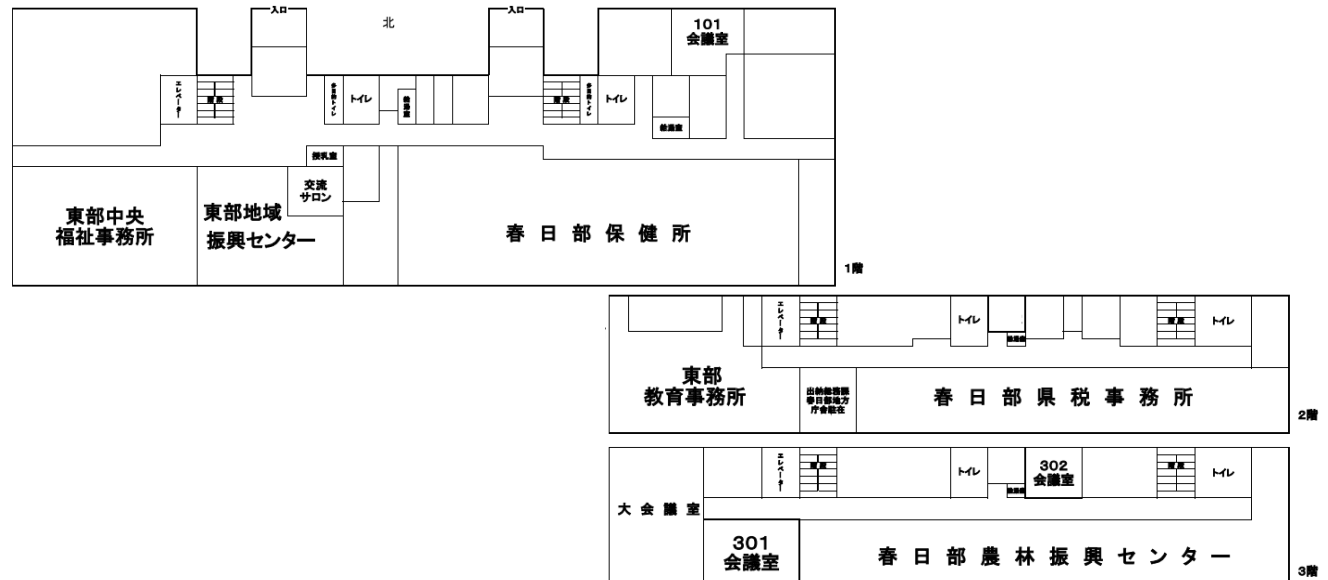 入口
入口
北
101
会議室
エレベーター
階段
多目的トイレ
トイレ
給湯室
階段
多目的トイレ
トイレ
給湯室
授乳室
交流
サロン
東部中央
福祉事務所
東部地域
振興センター
春日部保健所
1階
エレベーター
階段
トイレ
給湯室
階段
トイレ
東部
教育事務所
出納総務課
春日部地方
庁舎駐在
春日部県税事務所
2階
エレベーター
階段
トイレ
給湯室
302
会議室
階段
トイレ
大会議室
301
会議室
春日部農林振興センター
3階